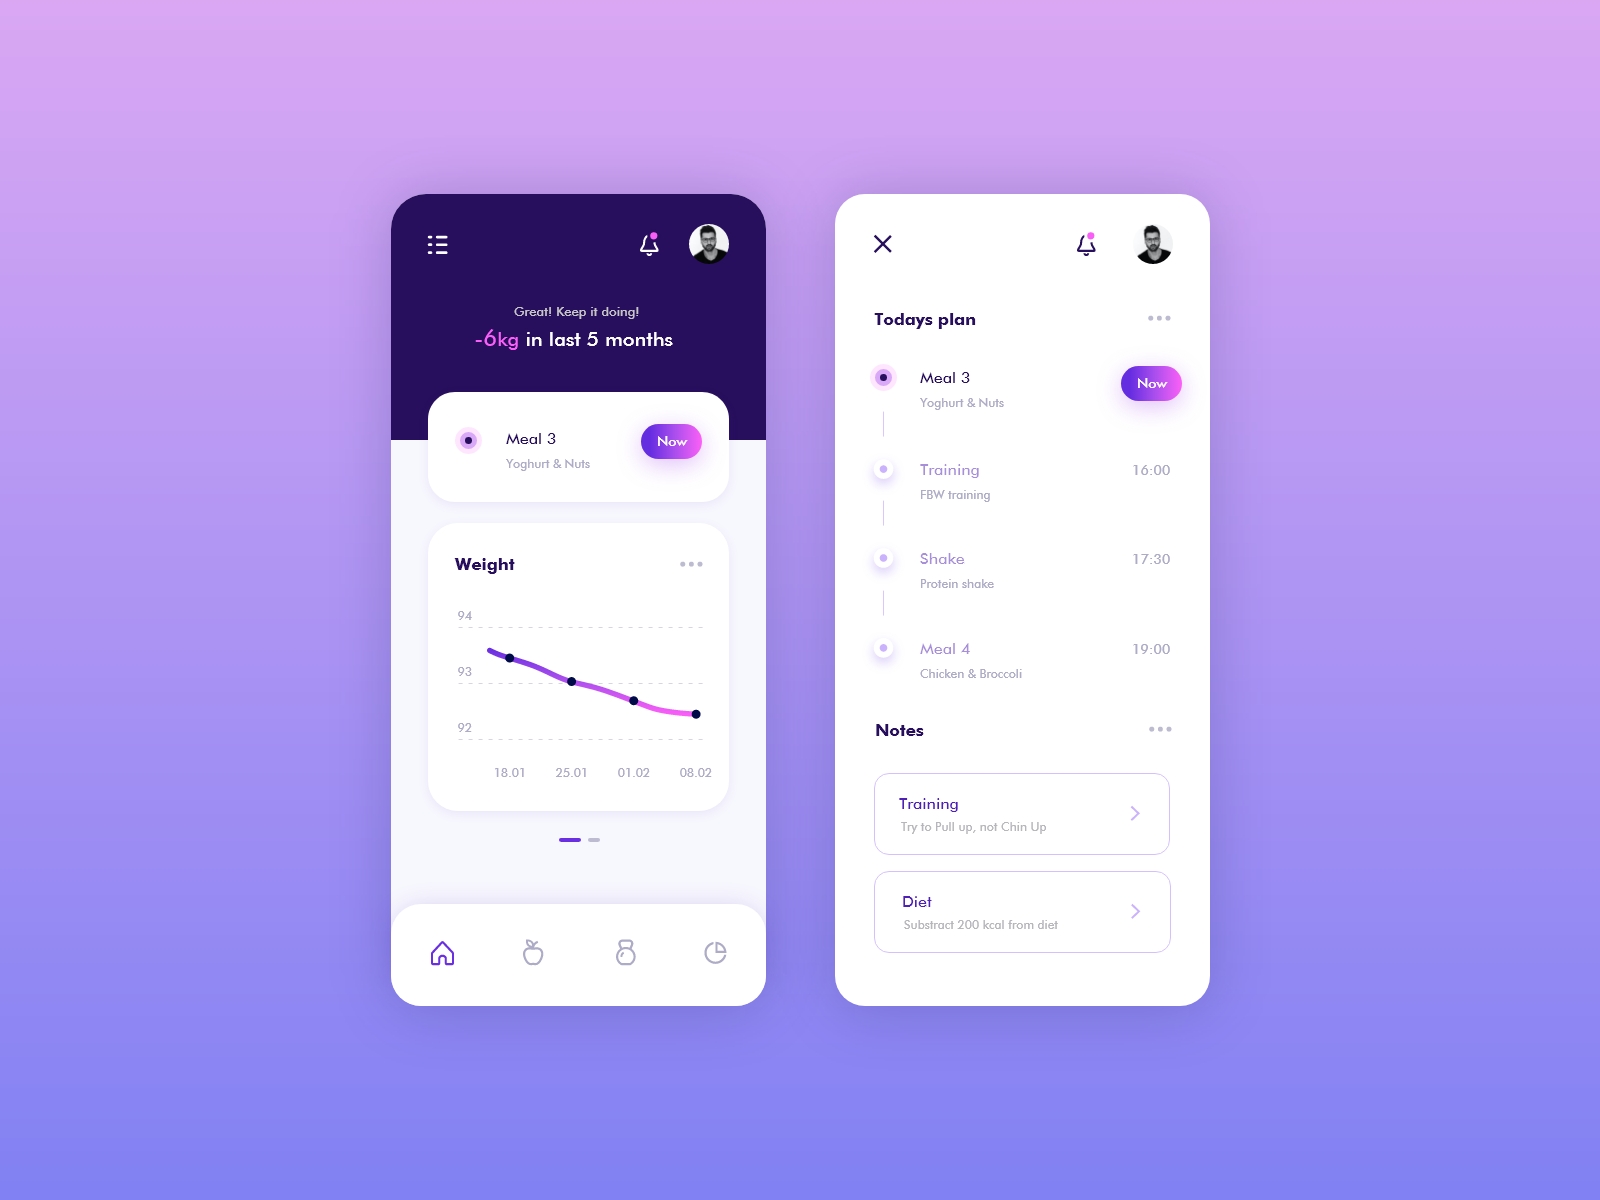 Great! Keep it doing!
-6kg in last 5 months
Meal 3
Yoghurt & Nuts
Now
Weight
94
93
92
18.01 25.01 01.02 08.02
Todays plan
Meal 3
Yoghurt & Nuts
Now
Training 16:00
FBW training
Shake 17:30
Protein shake
Meal 4 19:00
Chicken & Broccoli
Notes
Training
Try to Pull up, not Chin Up
Diet
Substract 200 kcal from diet